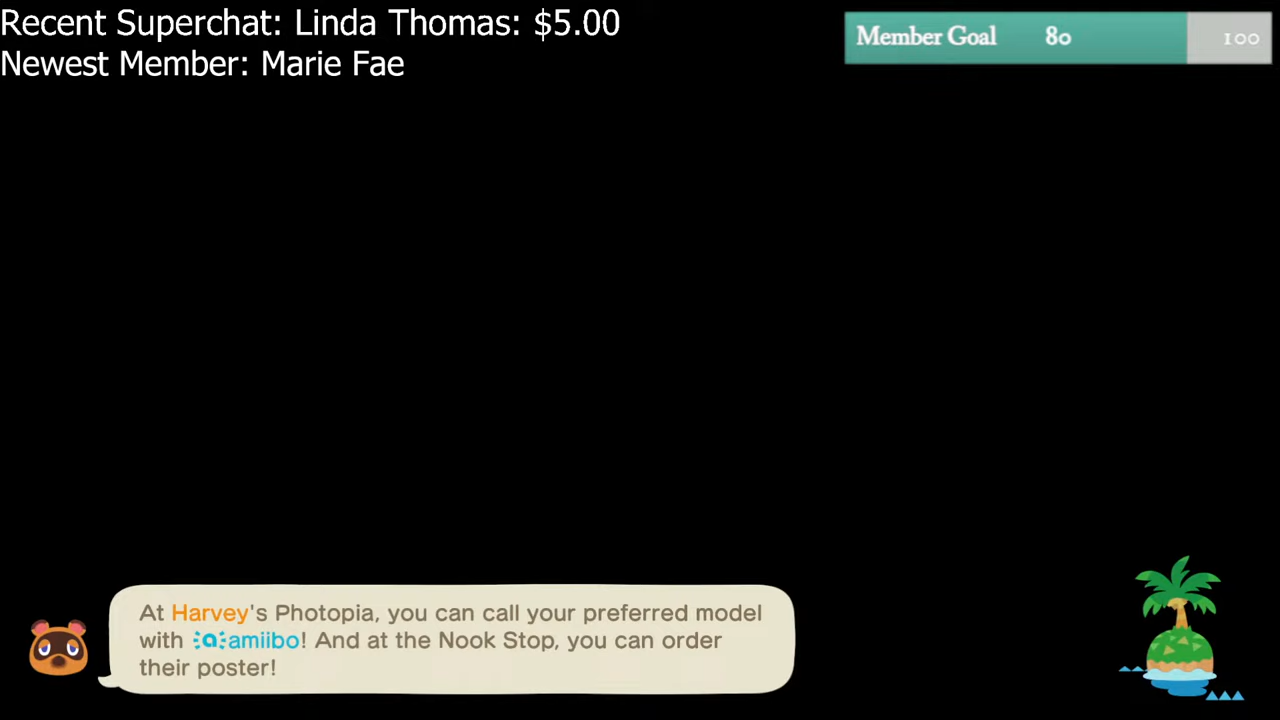 Recent Superchat: Linda Thomas: $5.00
Newest Member: Marie Fae
Member Goal 80 100
At Harvey's Photopia, you can call your preferred model
with a amiibo! And at the Nook Stop, you can order
their poster!